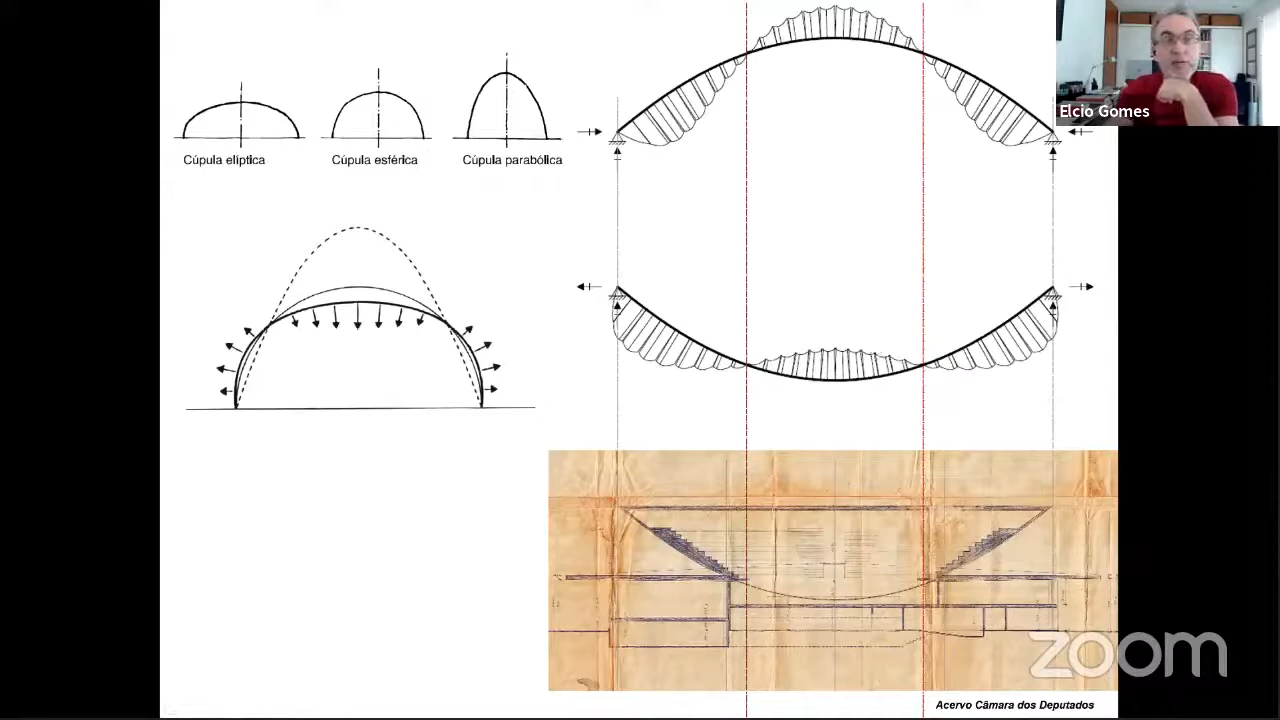 Elcio Gomes
Cúpula elíptica
Cúpula esférica
Cúpula parabólica
zoom
Acervo Câmara dos Deputados